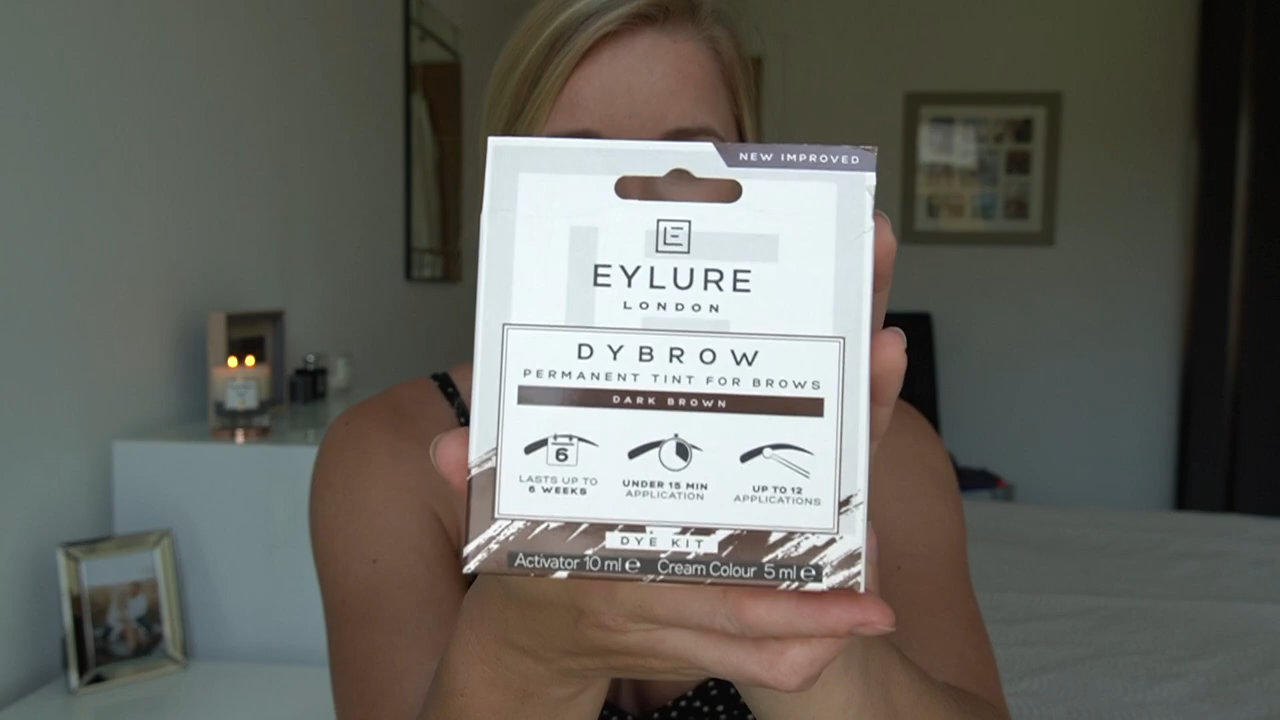 NEW IMPROVED
EYLURE
LONDON
DYBROW
PERMANENT TINT FOR BROWS
DARK BROWN
6
LASTS UP TO
6 WEEKS
UNDER 15 MIN
APPLICATION
UP TO 12
APPLICATIONS
DYE KIT
Activator 10 ml e Cream Colour 5 ml e